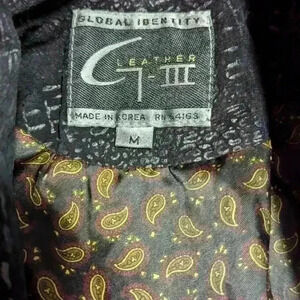 GLOBAL IDENTITY
G-III
LEATHER
MADE IN KOREA RN 54163
M